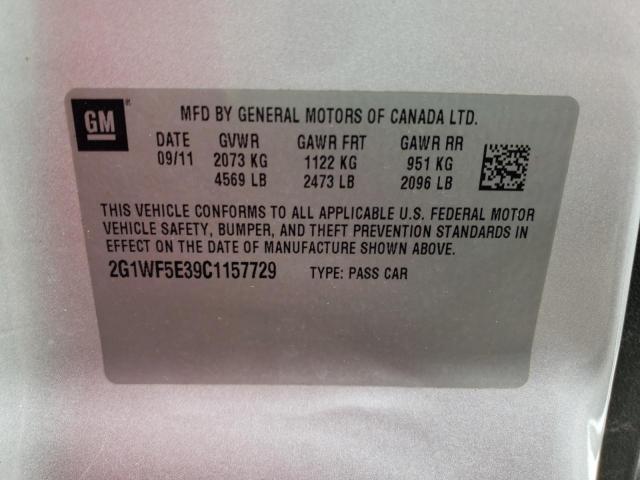 GM ®
MFD BY GENERAL MOTORS OF CANADA LTD.
DATE GVWR GAWR FRT GAWR RR
09/11 2073 KG 1122 KG 951 KG
4569 LB 2473 LB 2096 LB
THIS VEHICLE CONFORMS TO ALL APPLICABLE U.S. FEDERAL MOTOR
VEHICLE SAFETY, BUMPER, AND THEFT PREVENTION STANDARDS IN
EFFECT ON THE DATE OF MANUFACTURE SHOWN ABOVE.
2G1WF5E39C1157729 TYPE: PASS CAR